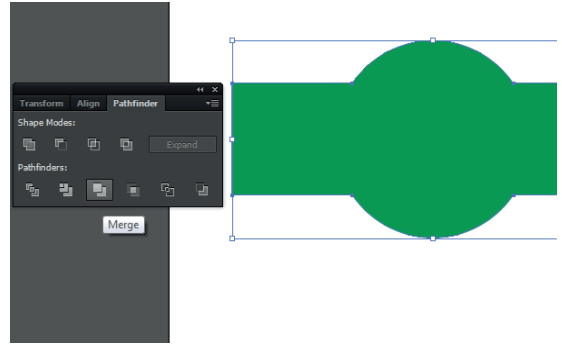 Transform Align Pathfinder
Shape Modes:
Expand
Pathfinders:
Merge